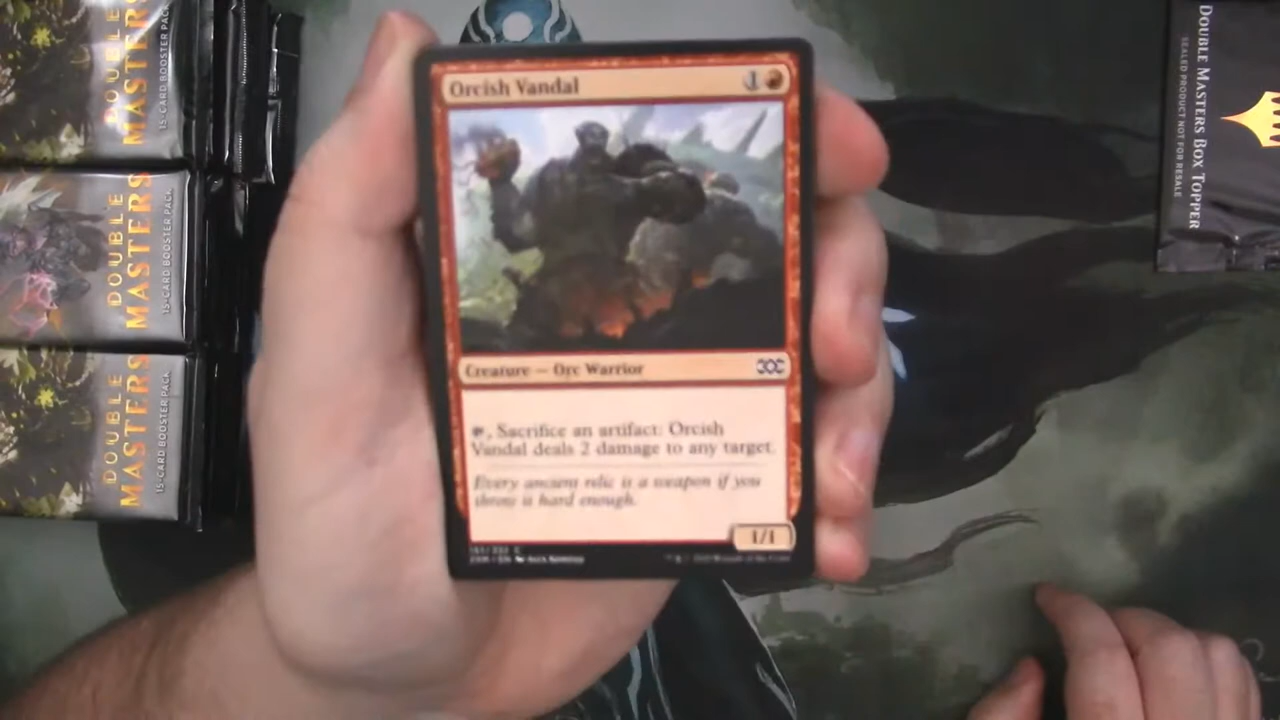 Orcish Vandal
1
Creature — Orc Warrior
, Sacrifice an artifact: Orcish
Vandal deals 2 damage to any target.
Every ancient relic is a weapon if you
throw it hard enough.
1/1
DOUBLE
MASTERS
15-CARD BOOSTER PACK
DOUBLE
MASTERS
15-CARD BOOSTER PACK
DOUBLE
MASTERS
15-CARD BOOSTER PACK
DOUBLE MASTERS BOX TOPPER
SEALED PRODUCT NOT FOR RESALE